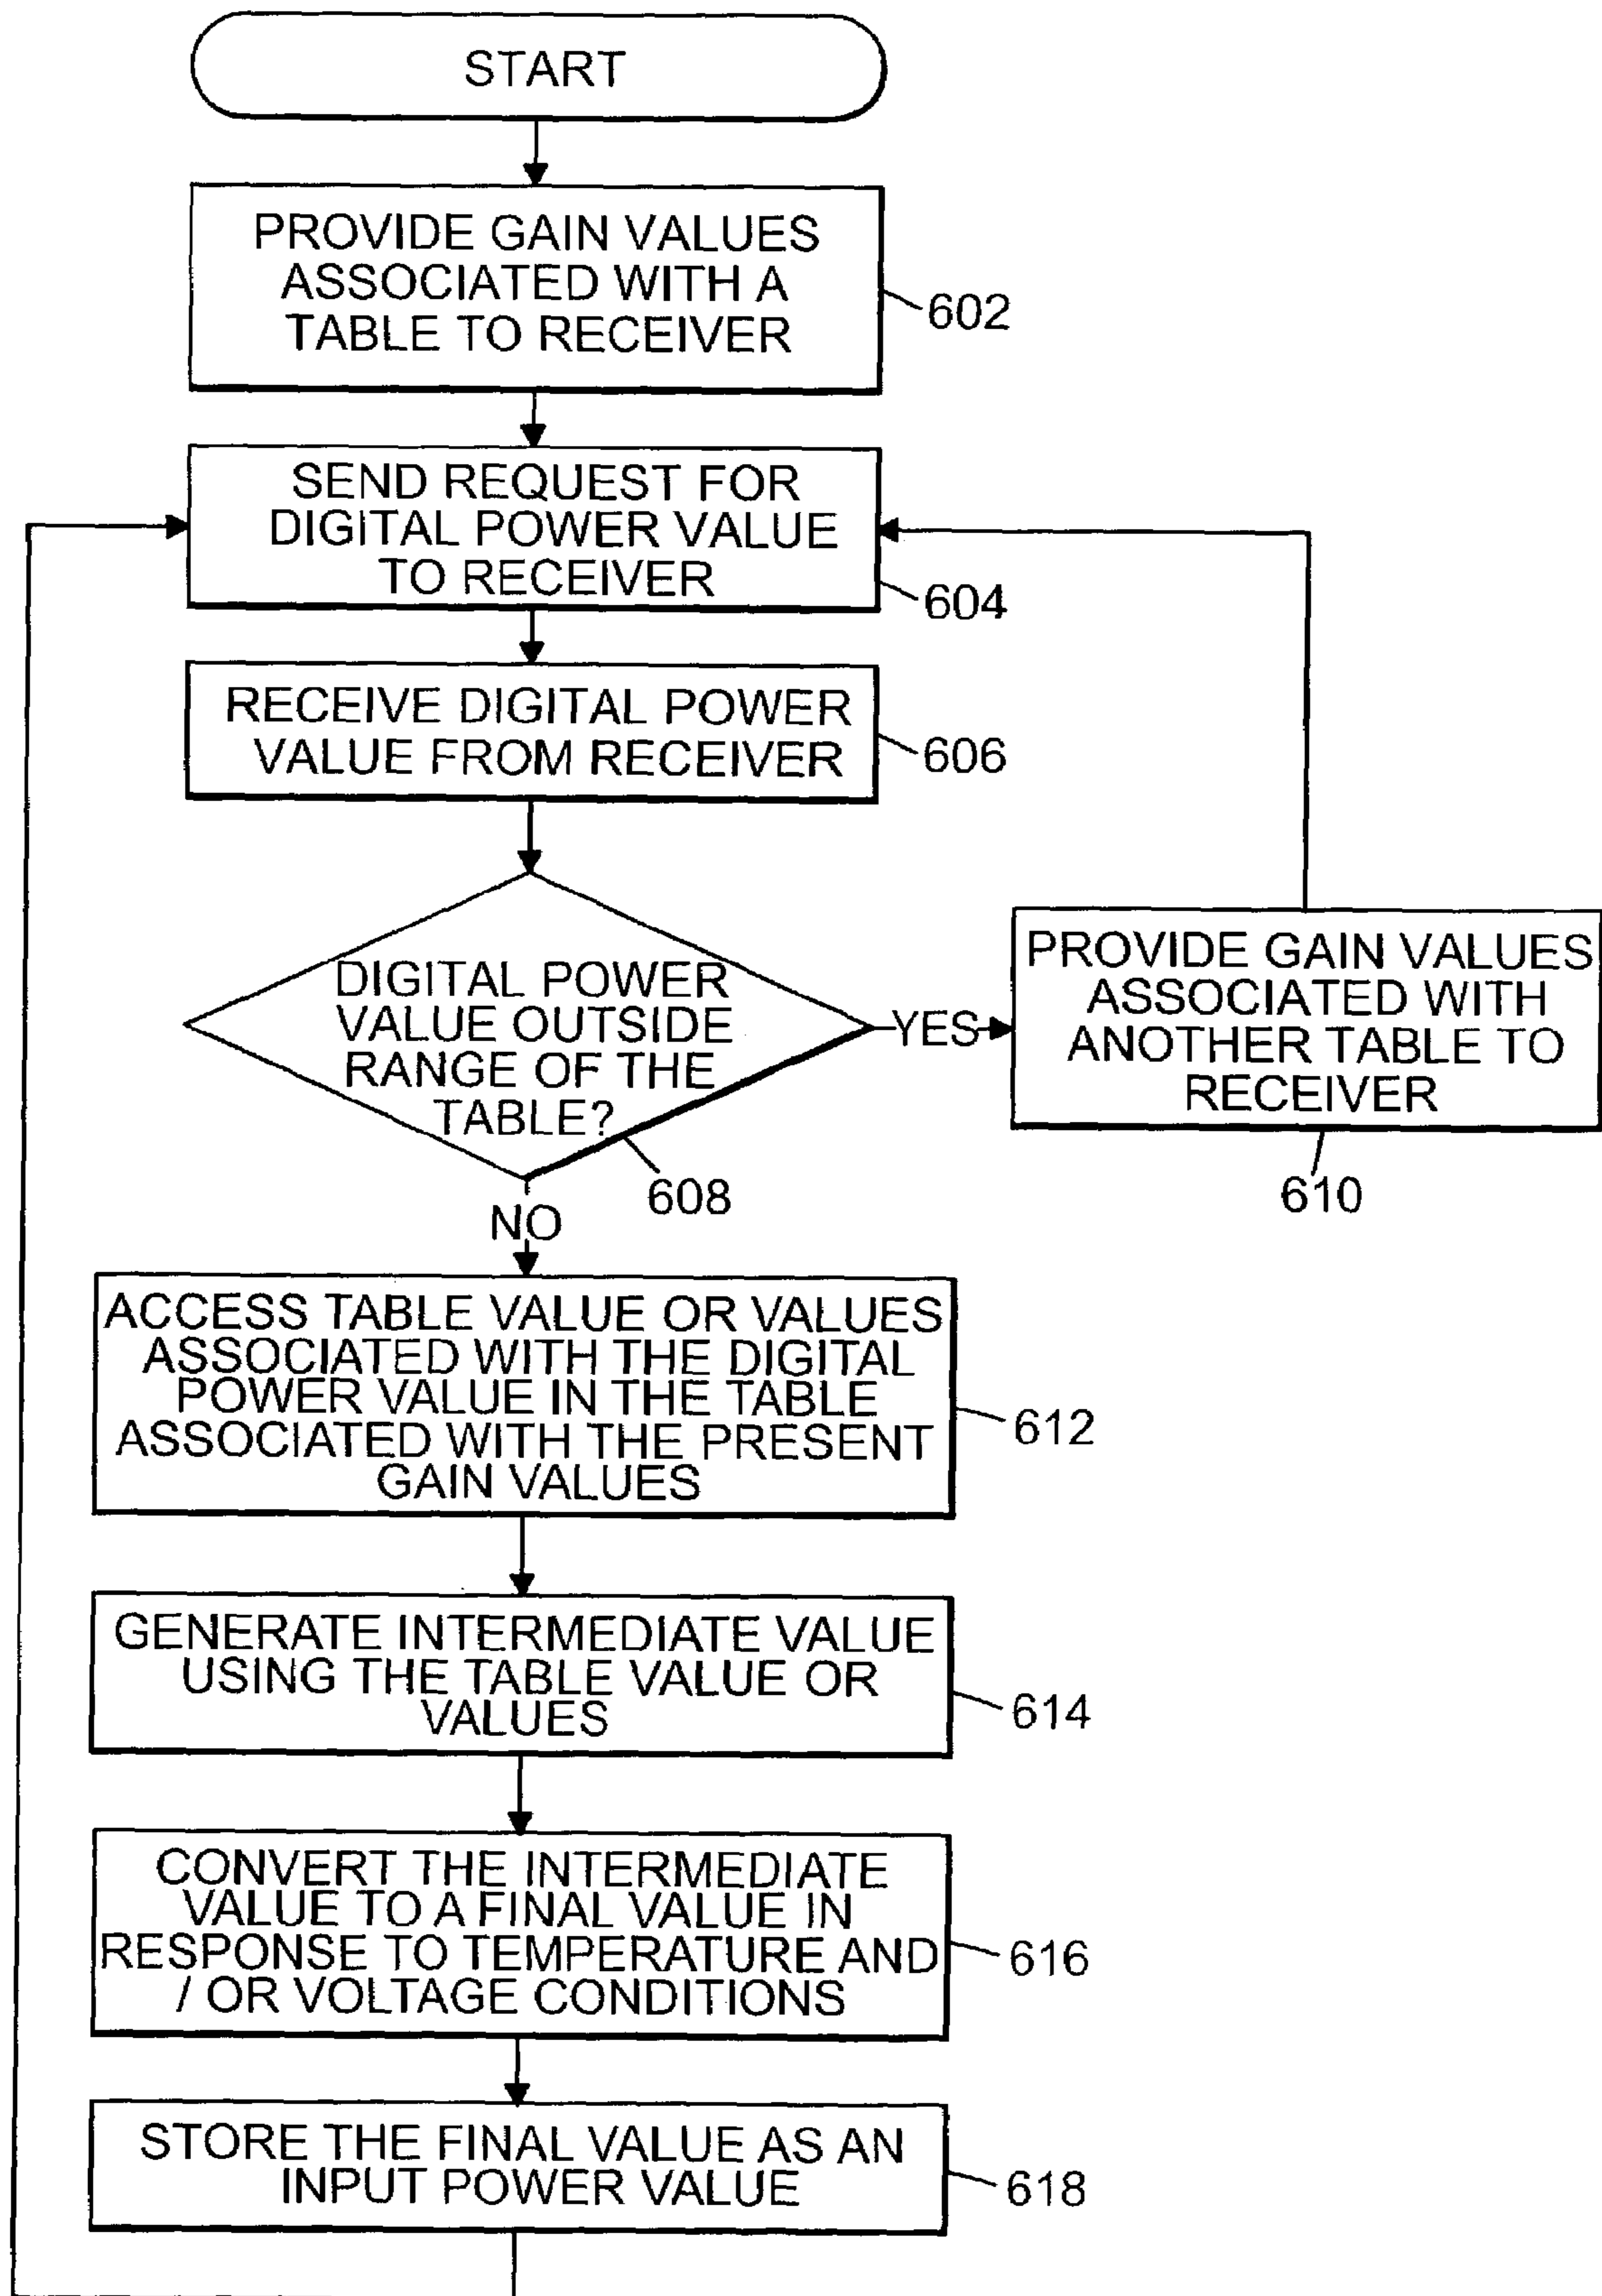 START
PROVIDE GAIN VALUES
ASSOCIATED WITH A
TABLE TO RECEIVER
602
SEND REQUEST FOR
DIGITAL POWER VALUE
TO RECEIVER
604
RECEIVE DIGITAL POWER
VALUE FROM RECEIVER
606
DIGITAL POWER
VALUE OUTSIDE
RANGE OF THE
TABLE?
608
YES
PROVIDE GAIN VALUES
ASSOCIATED WITH
ANOTHER TABLE TO
RECEIVER
610
NO
ACCESS TABLE VALUE OR VALUES
ASSOCIATED WITH THE DIGITAL
POWER VALUE IN THE TABLE
ASSOCIATED WITH THE PRESENT
GAIN VALUES
612
GENERATE INTERMEDIATE VALUE
USING THE TABLE VALUE OR
VALUES
614
CONVERT THE INTERMEDIATE
VALUE TO A FINAL VALUE IN
RESPONSE TO TEMPERATURE AND
/ OR VOLTAGE CONDITIONS
616
STORE THE FINAL VALUE AS AN
INPUT POWER VALUE
618